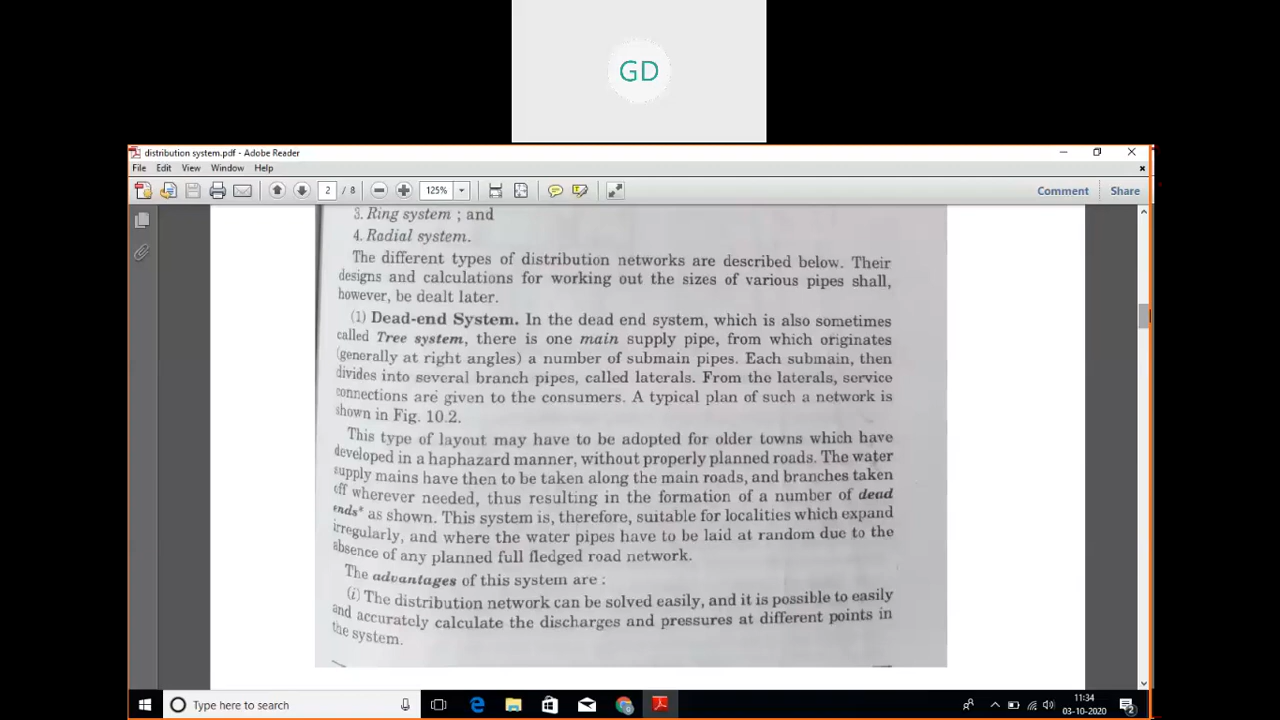 GD
distribution system.pdf - Adobe Reader
File Edit View Window Help
2 / 8 125% Comment Share
3. Ring system ; and
4. Radial system.
The different types of distribution networks are described below. Their
designs and calculations for working out the sizes of various pipes shall,
however, be dealt later.
(1) Dead-end System. In the dead end system, which is also sometimes
called Tree system, there is one main supply pipe, from which originates
(generally at right angles) a number of submain pipes. Each submain, then
divides into several branch pipes, called laterals. From the laterals, service
connections are given to the consumers. A typical plan of such a network is
shown in Fig. 10.2.
This type of layout may have to be adopted for older towns which have
developed in a haphazard manner, without properly planned roads. The water
supply mains have then to be taken along the main roads, and branches taken
off wherever needed, thus resulting in the formation of a number of dead
ends* as shown. This system is, therefore, suitable for localities which expand
irregularly, and where the water pipes have to be laid at random due to the
absence of any planned full fledged road network.
The advantages of this system are :
(i) The distribution network can be solved easily, and it is possible to easily
and accurately calculate the discharges and pressures at different points in
the system.
Type here to search
11:34
03-10-2020
2